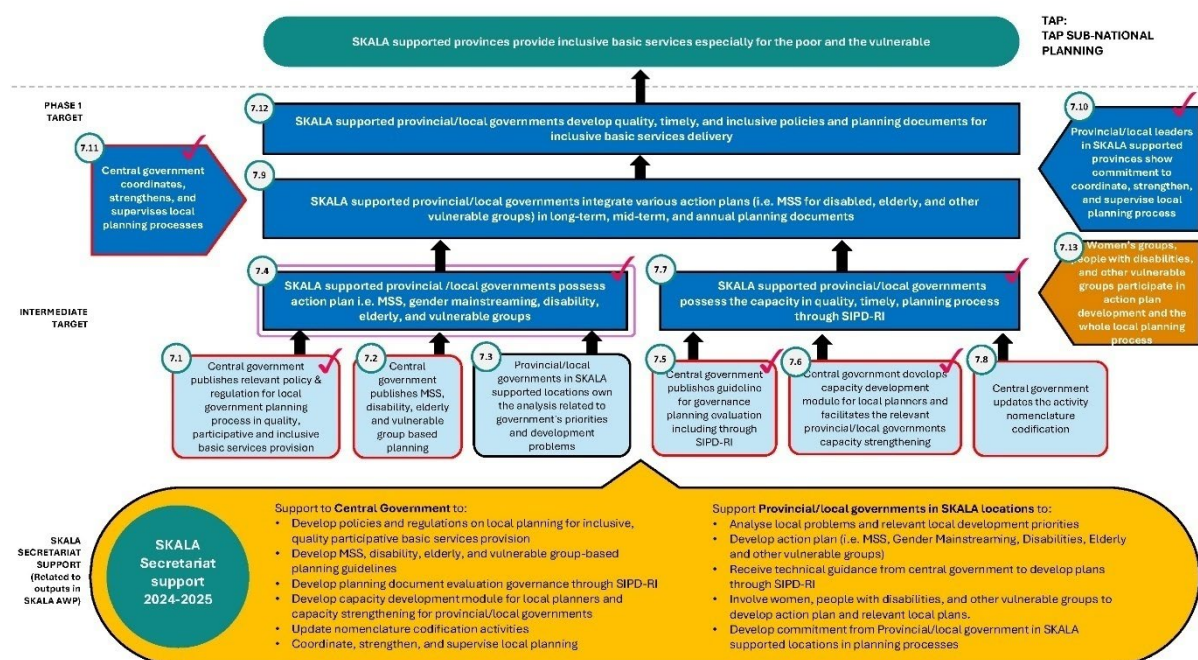 SKALA supported provinces provide inclusive basic services especially for the poor and the vulnerable
TAP:
TAP SUB-NATIONAL
PLANNING
PHASE 1
TARGET
7.12
SKALA supported provincial/local governments develop quality, timely, and inclusive policies and planning documents for
inclusive basic services delivery
7.10
Provincial/local leaders
in SKALA supported
provinces show
commitment to
coordinate, strengthen,
and supervise local
planning process
7.11
Central government
coordinates,
strengthens, and
supervises local
planning processes
7.9
SKALA supported provincial/local governments integrate various action plans (i.e. MSS for disabled, elderly, and other
vulnerable groups) in long-term, mid-term, and annual planning documents
INTERMEDIATE
TARGET
7.4
SKALA supported provincial /local governments possess
action plan i.e. MSS, gender mainstreaming, disability,
elderly, and vulnerable groups
7.7
SKALA supported provincial/local governments
possess the capacity in quality, timely, planning process
through SIPD-RI
7.13
Women's groups,
people with disabilities,
and other vulnerable
groups participate in
action plan
development and the
whole local planning
process
7.1
Central government
publishes relevant policy &
regulation for local
government planning
process in quality,
participative and inclusive
basic services provision
7.2
Central
government
publishes MSS,
disability, elderly
and vulnerable
group based
planning
7.3
Provincial/local
governments in SKALA
supported locations own
the analysis related to
government's priorities
and development
problems
7.5
Central government
publishes guideline
for governance
planning evaluation
including through
SIPD-RI
7.6
Central government develops
capacity development
module for local planners and
facilitates the relevant
provincial/local governments
capacity strengthening
7.8
Central government
updates the activity
nomenclature
codification
SKALA
SECRETARIAT
SUPPORT
(Related to
outputs in
SKALA AWP)
SKALA
Secretariat
support
2024-2025
Support to Central Government to:
• Develop policies and regulations on local planning for inclusive,
quality participative basic services provision
• Develop MSS, disability, elderly, and vulnerable group-based
planning guidelines
• Develop planning document evaluation governance through SIPD-RI
• Develop capacity development module for local planners and
capacity strengthening for provincial/local governments
• Update nomenclature codification activities
• Coordinate, strengthen, and supervise local planning
Support Provincial/local governments in SKALA locations to:
• Analyse local problems and relevant local development priorities
• Develop action plan (i.e. MSS, Gender Mainstreaming, Disabilities, Elderly
and other vulnerable groups)
• Receive technical guidance from central government to develop plans
through SIPD-RI
• Involve women, people with disabilities, and other vulnerable groups to
develop action plan and relevant local plans.
• Develop commitment from Provincial/local government in SKALA
supported locations in planning processes